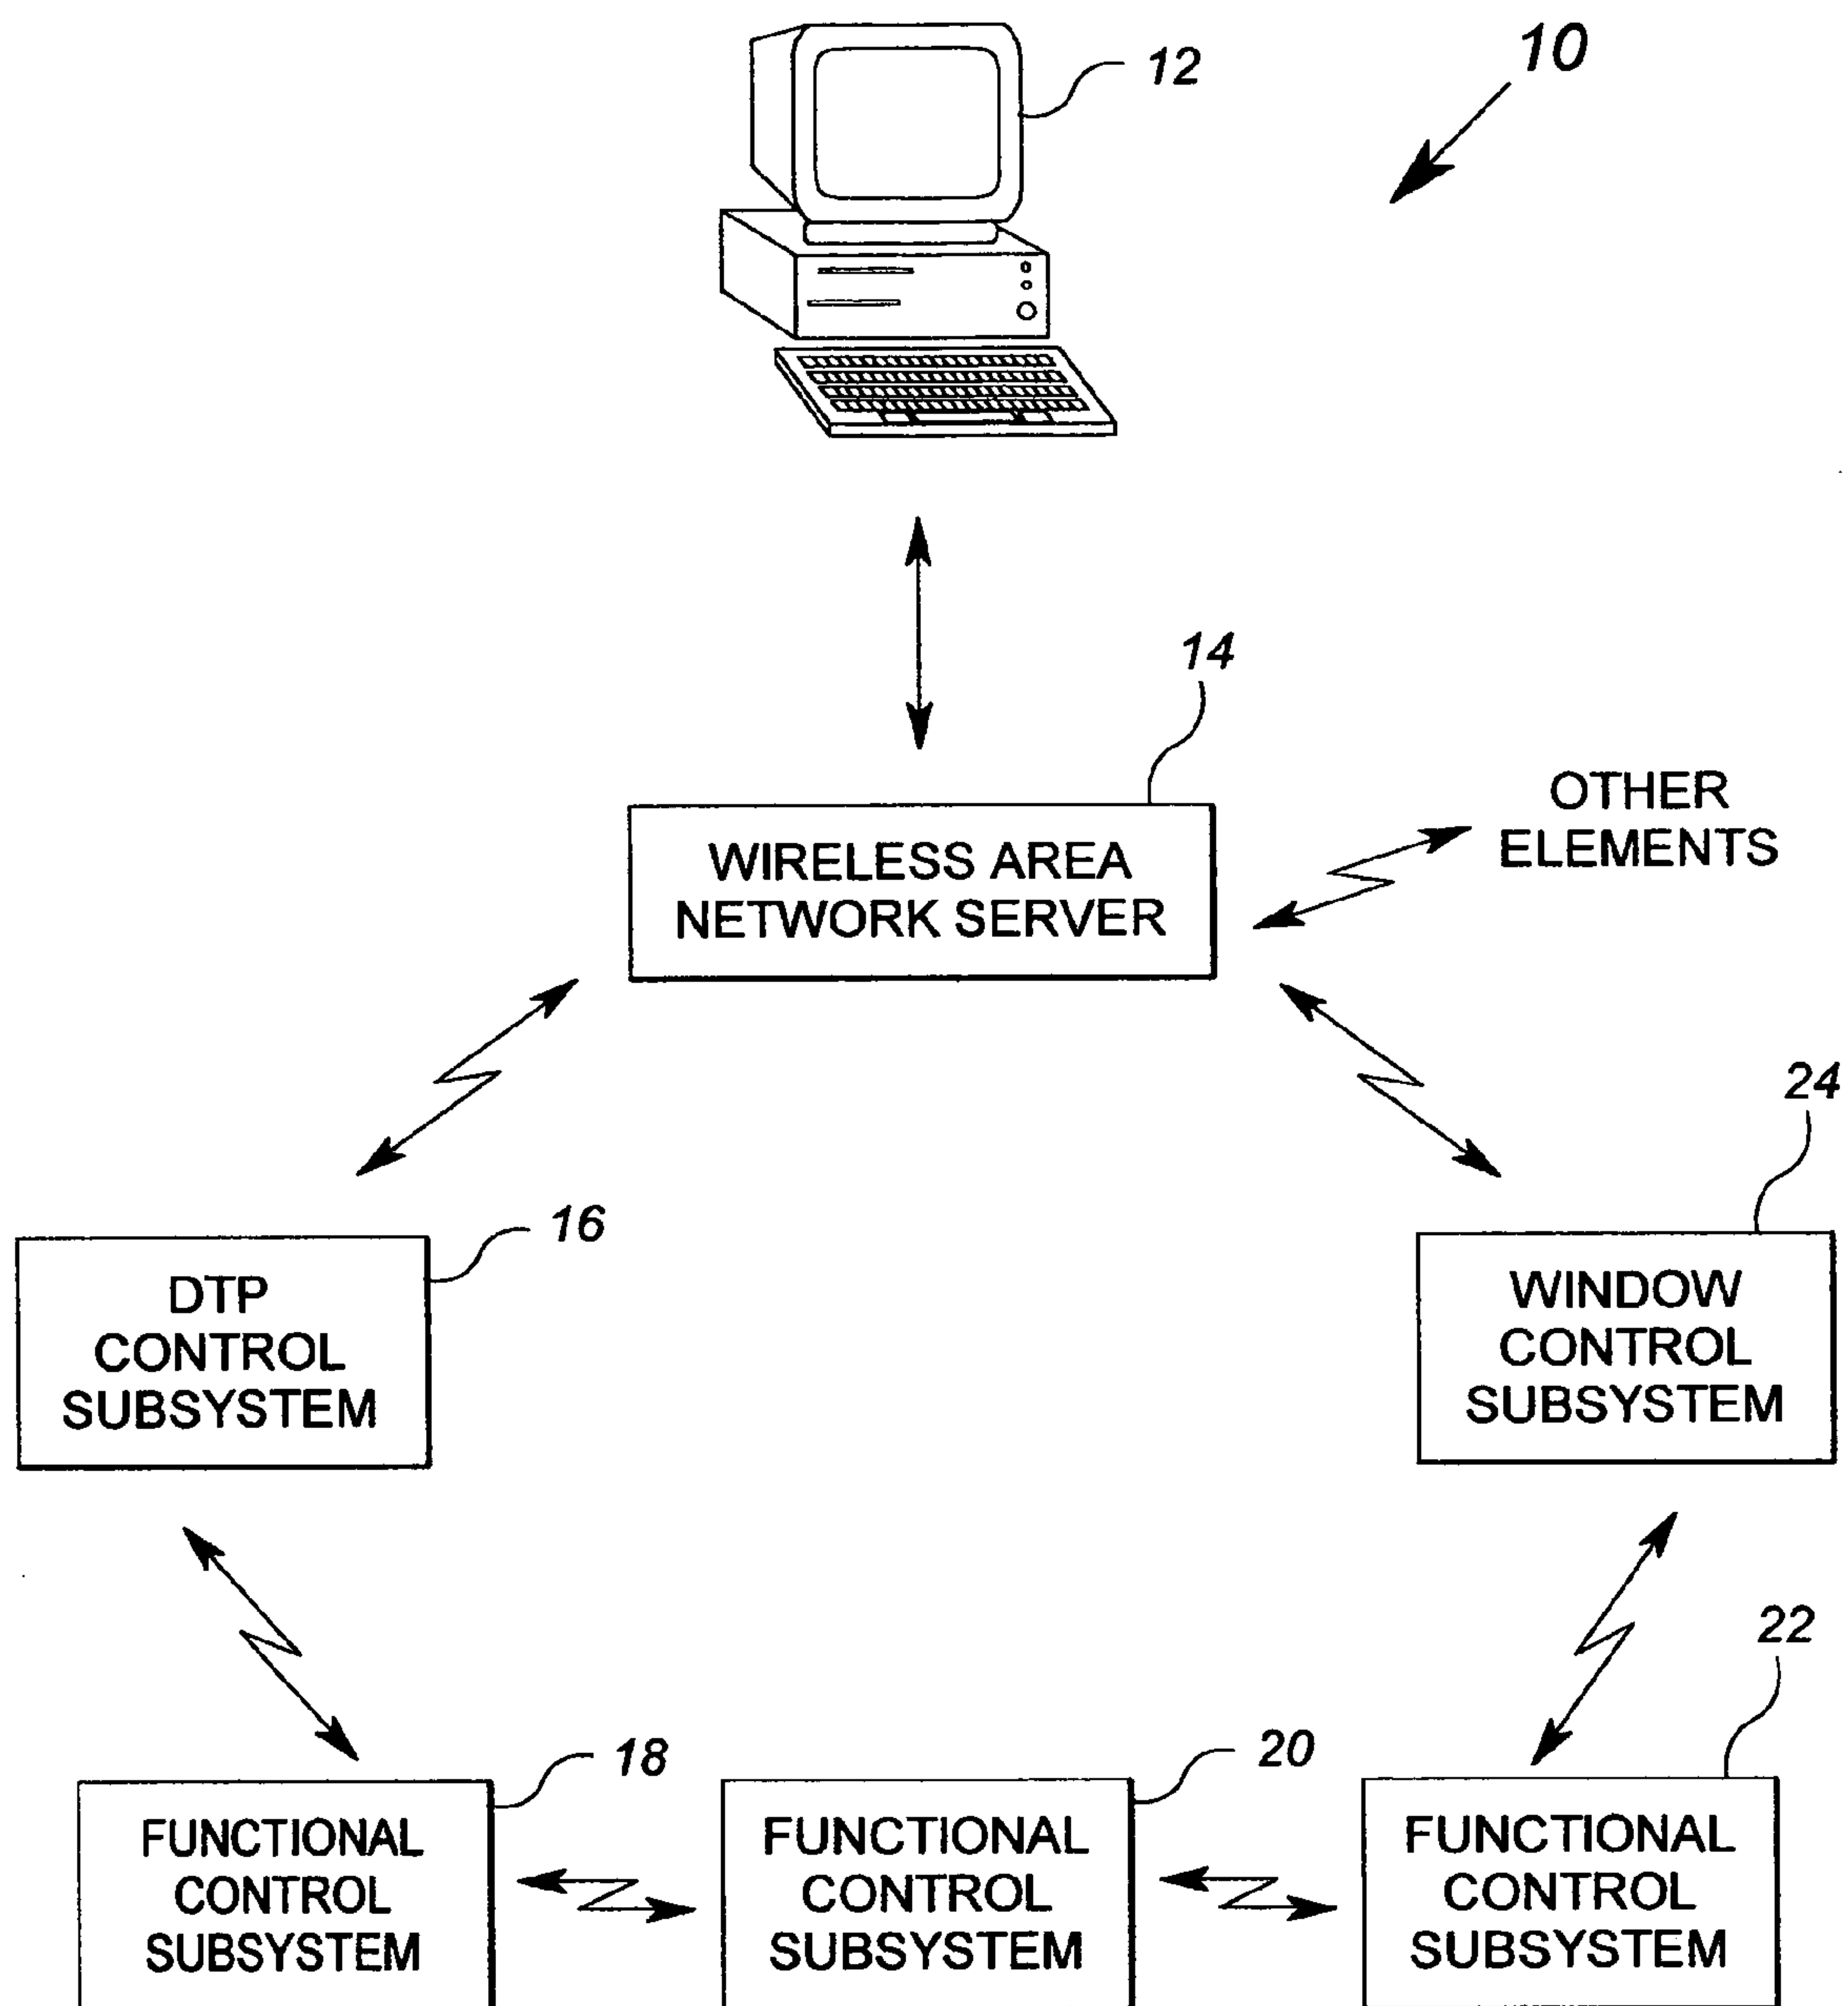 10
12
14
WIRELESS AREA
NETWORK SERVER
OTHER
ELEMENTS
16
DTP
CONTROL
SUBSYSTEM
24
WINDOW
CONTROL
SUBSYSTEM
18
FUNCTIONAL
CONTROL
SUBSYSTEM
20
FUNCTIONAL
CONTROL
SUBSYSTEM
22
FUNCTIONAL
CONTROL
SUBSYSTEM